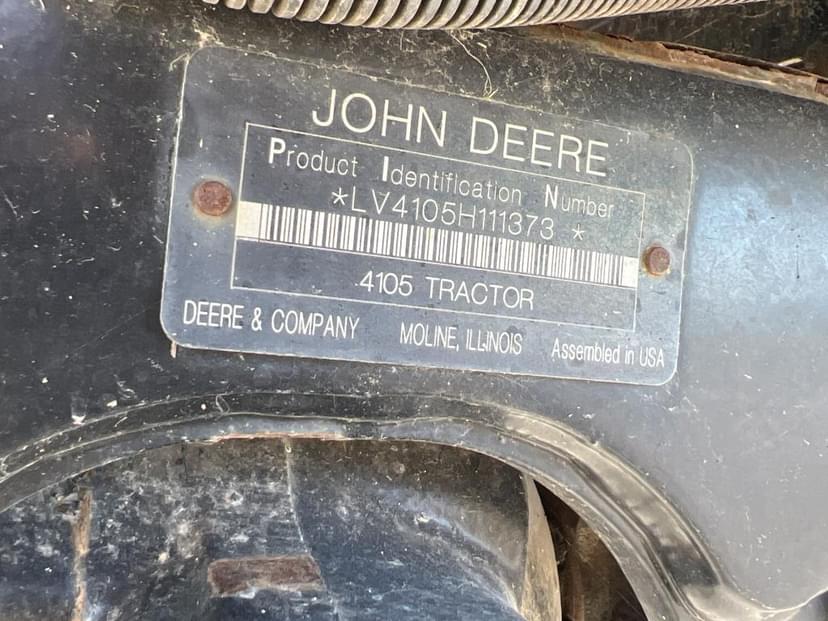 JOHN DEERE
Product Identification Number
*LV4105H111373 *
4105 TRACTOR
DEERE & COMPANY MOLINE, ILLINOIS Assembled in USA